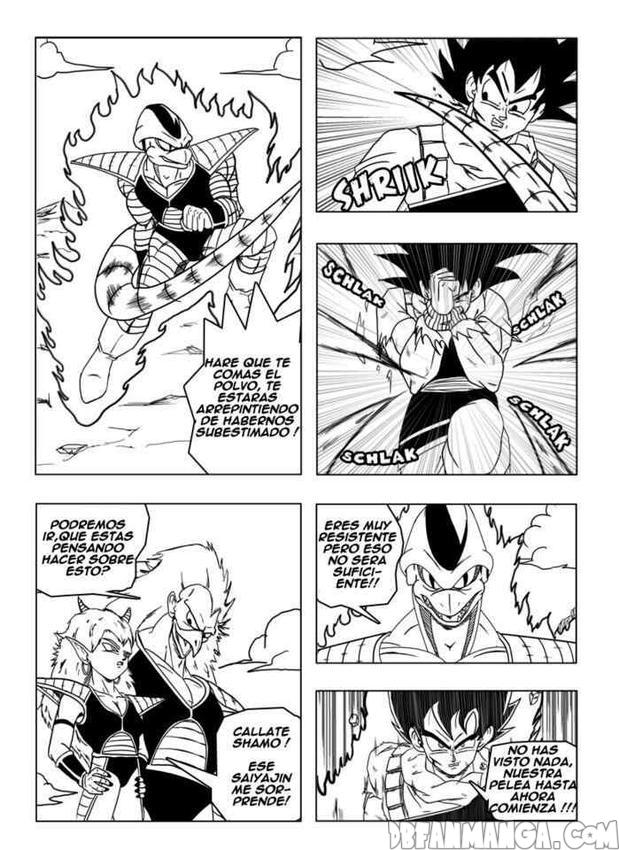 HARE QUE TE
COMAS EL
POLVO, TE
ESTARAS
ARREPINTIENDO
DE HABERNOS
SUBESTIMADO !
SHRIIK
SCHLAK
SCHLAK
SCHLAK
SCHLAK
PODREMOS
IR,QUE ESTAS
PENSANDO
HACER SOBRE
ESTO?
CALLATE
SHAMO !
ESE
SAIYAJIN
ME SOR-
PRENDE!
ERES MUY
RESISTENTE
PERO ESO
NO SERA
SUFICI-
ENTE!!
NO HAS
VISTO NADA,
NUESTRA
PELEA HASTA
AHORA
COMIENZA !!!
DBFANMANGA.COM